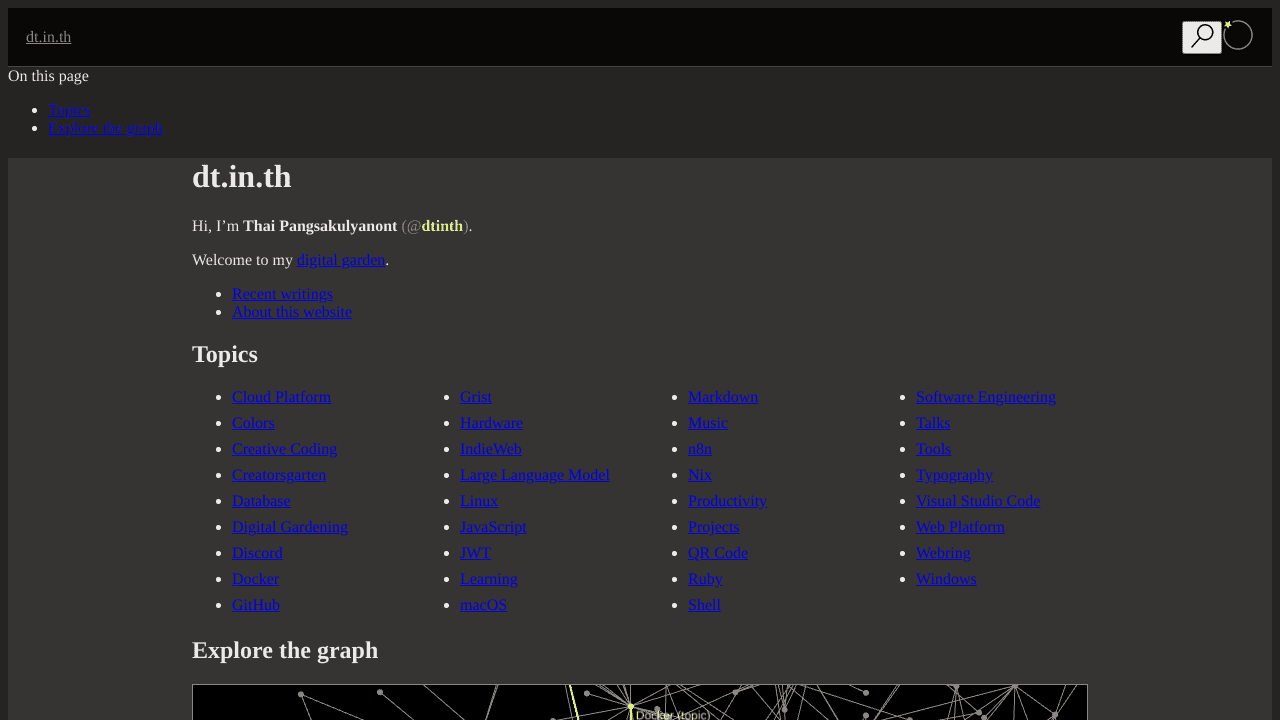 dt.in.th
On this page
Topics
Explore the graph
dt.in.th
Hi, I’m Thai Pangsakulyanont (@dtinth).
Welcome to my digital garden.
Recent writings
About this website
Topics
Cloud Platform
Colors
Creative Coding
Creatorsgarten
Database
Digital Gardening
Discord
Docker
GitHub
Grist
Hardware
IndieWeb
Large Language Model
Linux
JavaScript
JWT
Learning
macOS
Markdown
Music
n8n
Nix
Productivity
Projects
QR Code
Ruby
Shell
Software Engineering
Talks
Tools
Typography
Visual Studio Code
Web Platform
Webring
Windows
Explore the graph
Docker (topic)